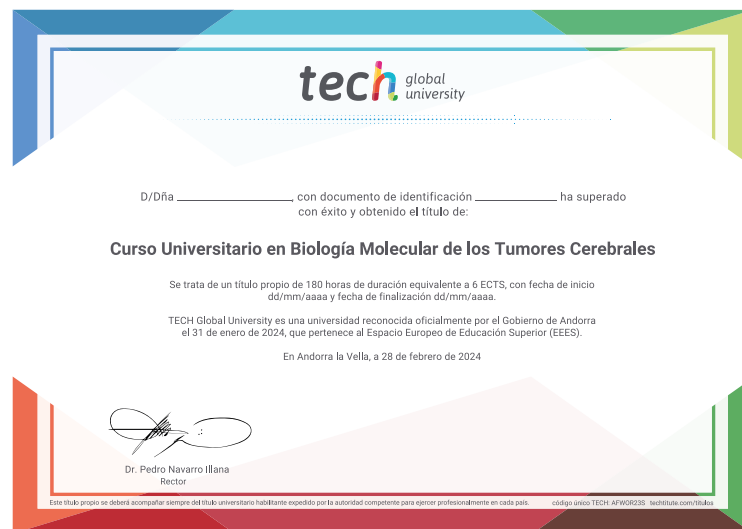 tech global university
D/Dña ____________, con documento de identificación ____________ ha superado
con éxito y obtenido el título de:
Curso Universitario en Biología Molecular de los Tumores Cerebrales
Se trata de un título propio de 180 horas de duración equivalente a 6 ECTS, con fecha de inicio
dd/mm/aaaa y fecha de finalización dd/mm/aaaa.
TECH Global University es una universidad reconocida oficialmente por el Gobierno de Andorra
el 31 de enero de 2024, que pertenece al Espacio Europeo de Educación Superior (EEES).
En Andorra la Vella, a 28 de febrero de 2024
Dr. Pedro Navarro Illana
Rector
Este título propio se deberá acompañar siempre del título universitario habilitante expedido por la autoridad competente para ejercer profesionalmente en cada país. código único TECH: AFWOR23S techtitute.com/titulos